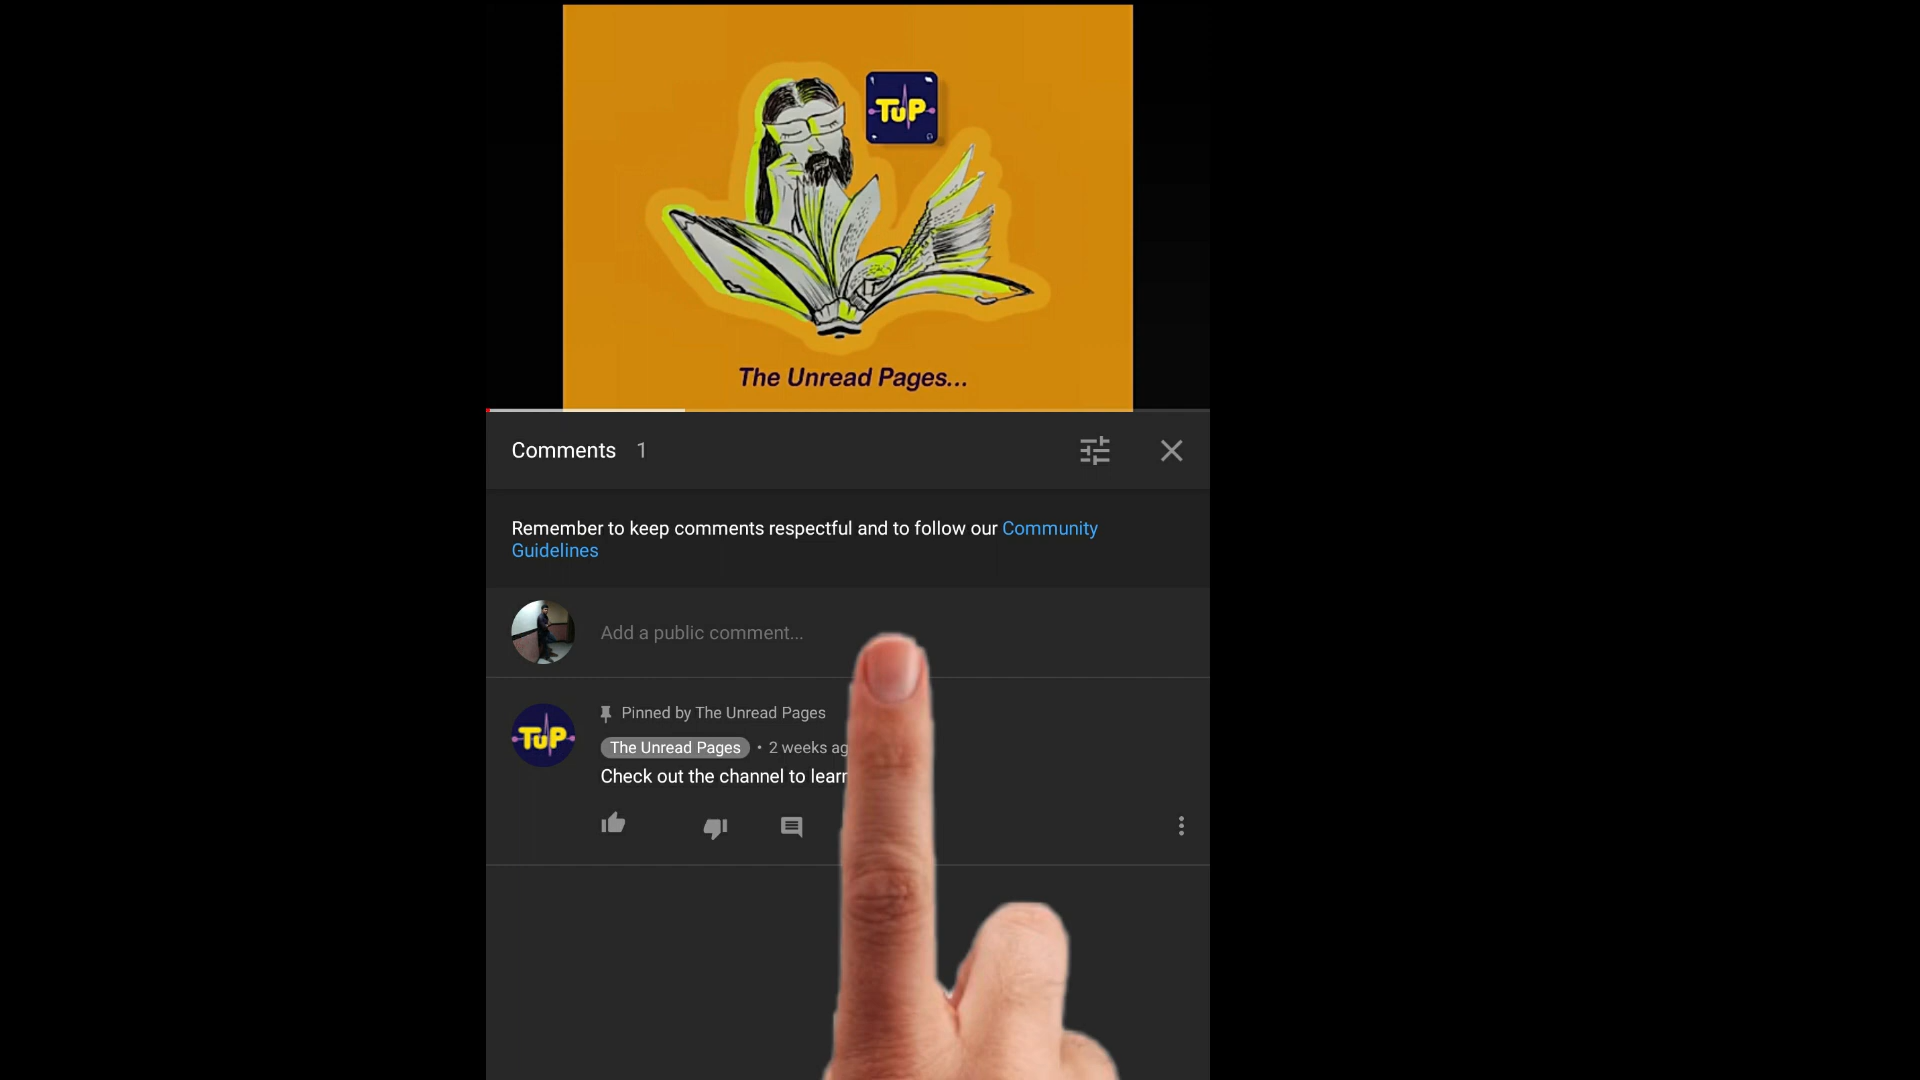 TuP
The Unread Pages...
Comments 1
Remember to keep comments respectful and to follow our Community
Guidelines
Add a public comment...
Pinned by The Unread Pages
TuP
The Unread Pages • 2 weeks
Check out the channel to